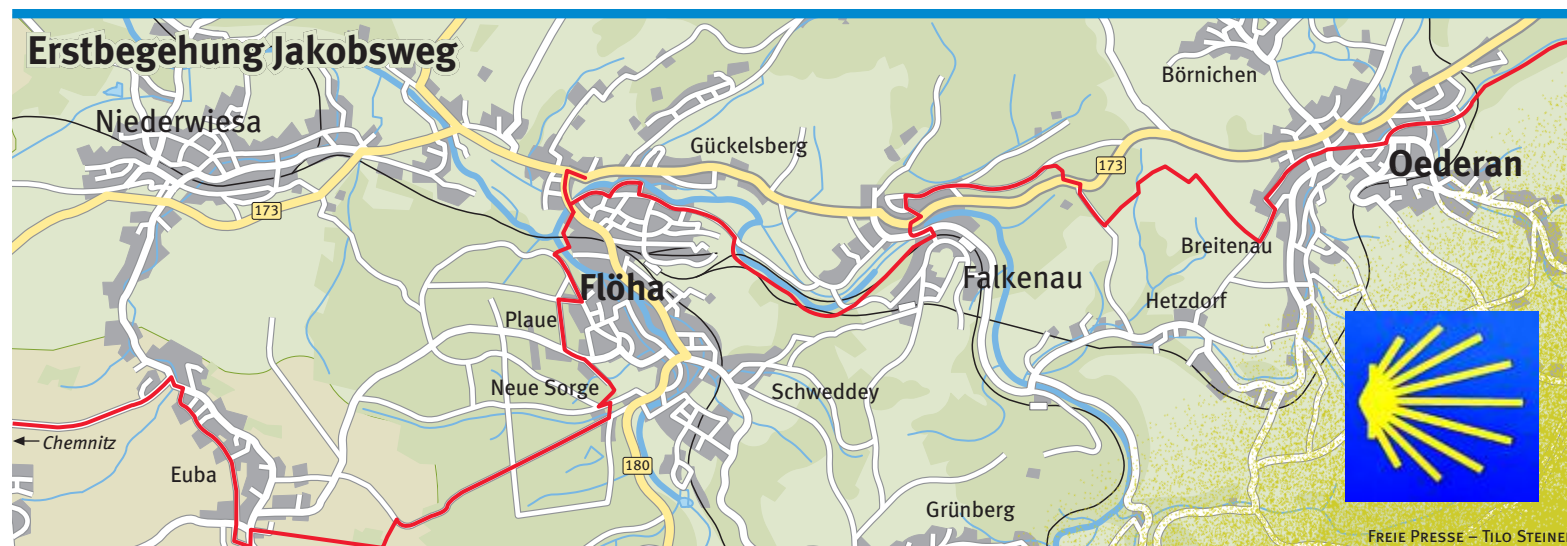 Erstbegehung Jakobsweg
Börnichen
Niederwiesa
Gückelsberg
Oederan
173
173
Breitenau
Falkenau
Flöha
Hetzdorf
Plaue
Neue Sorge
Schweddey
← Chemnitz
Euba
180
Grünberg
FREIE PRESSE – TILO STEINE